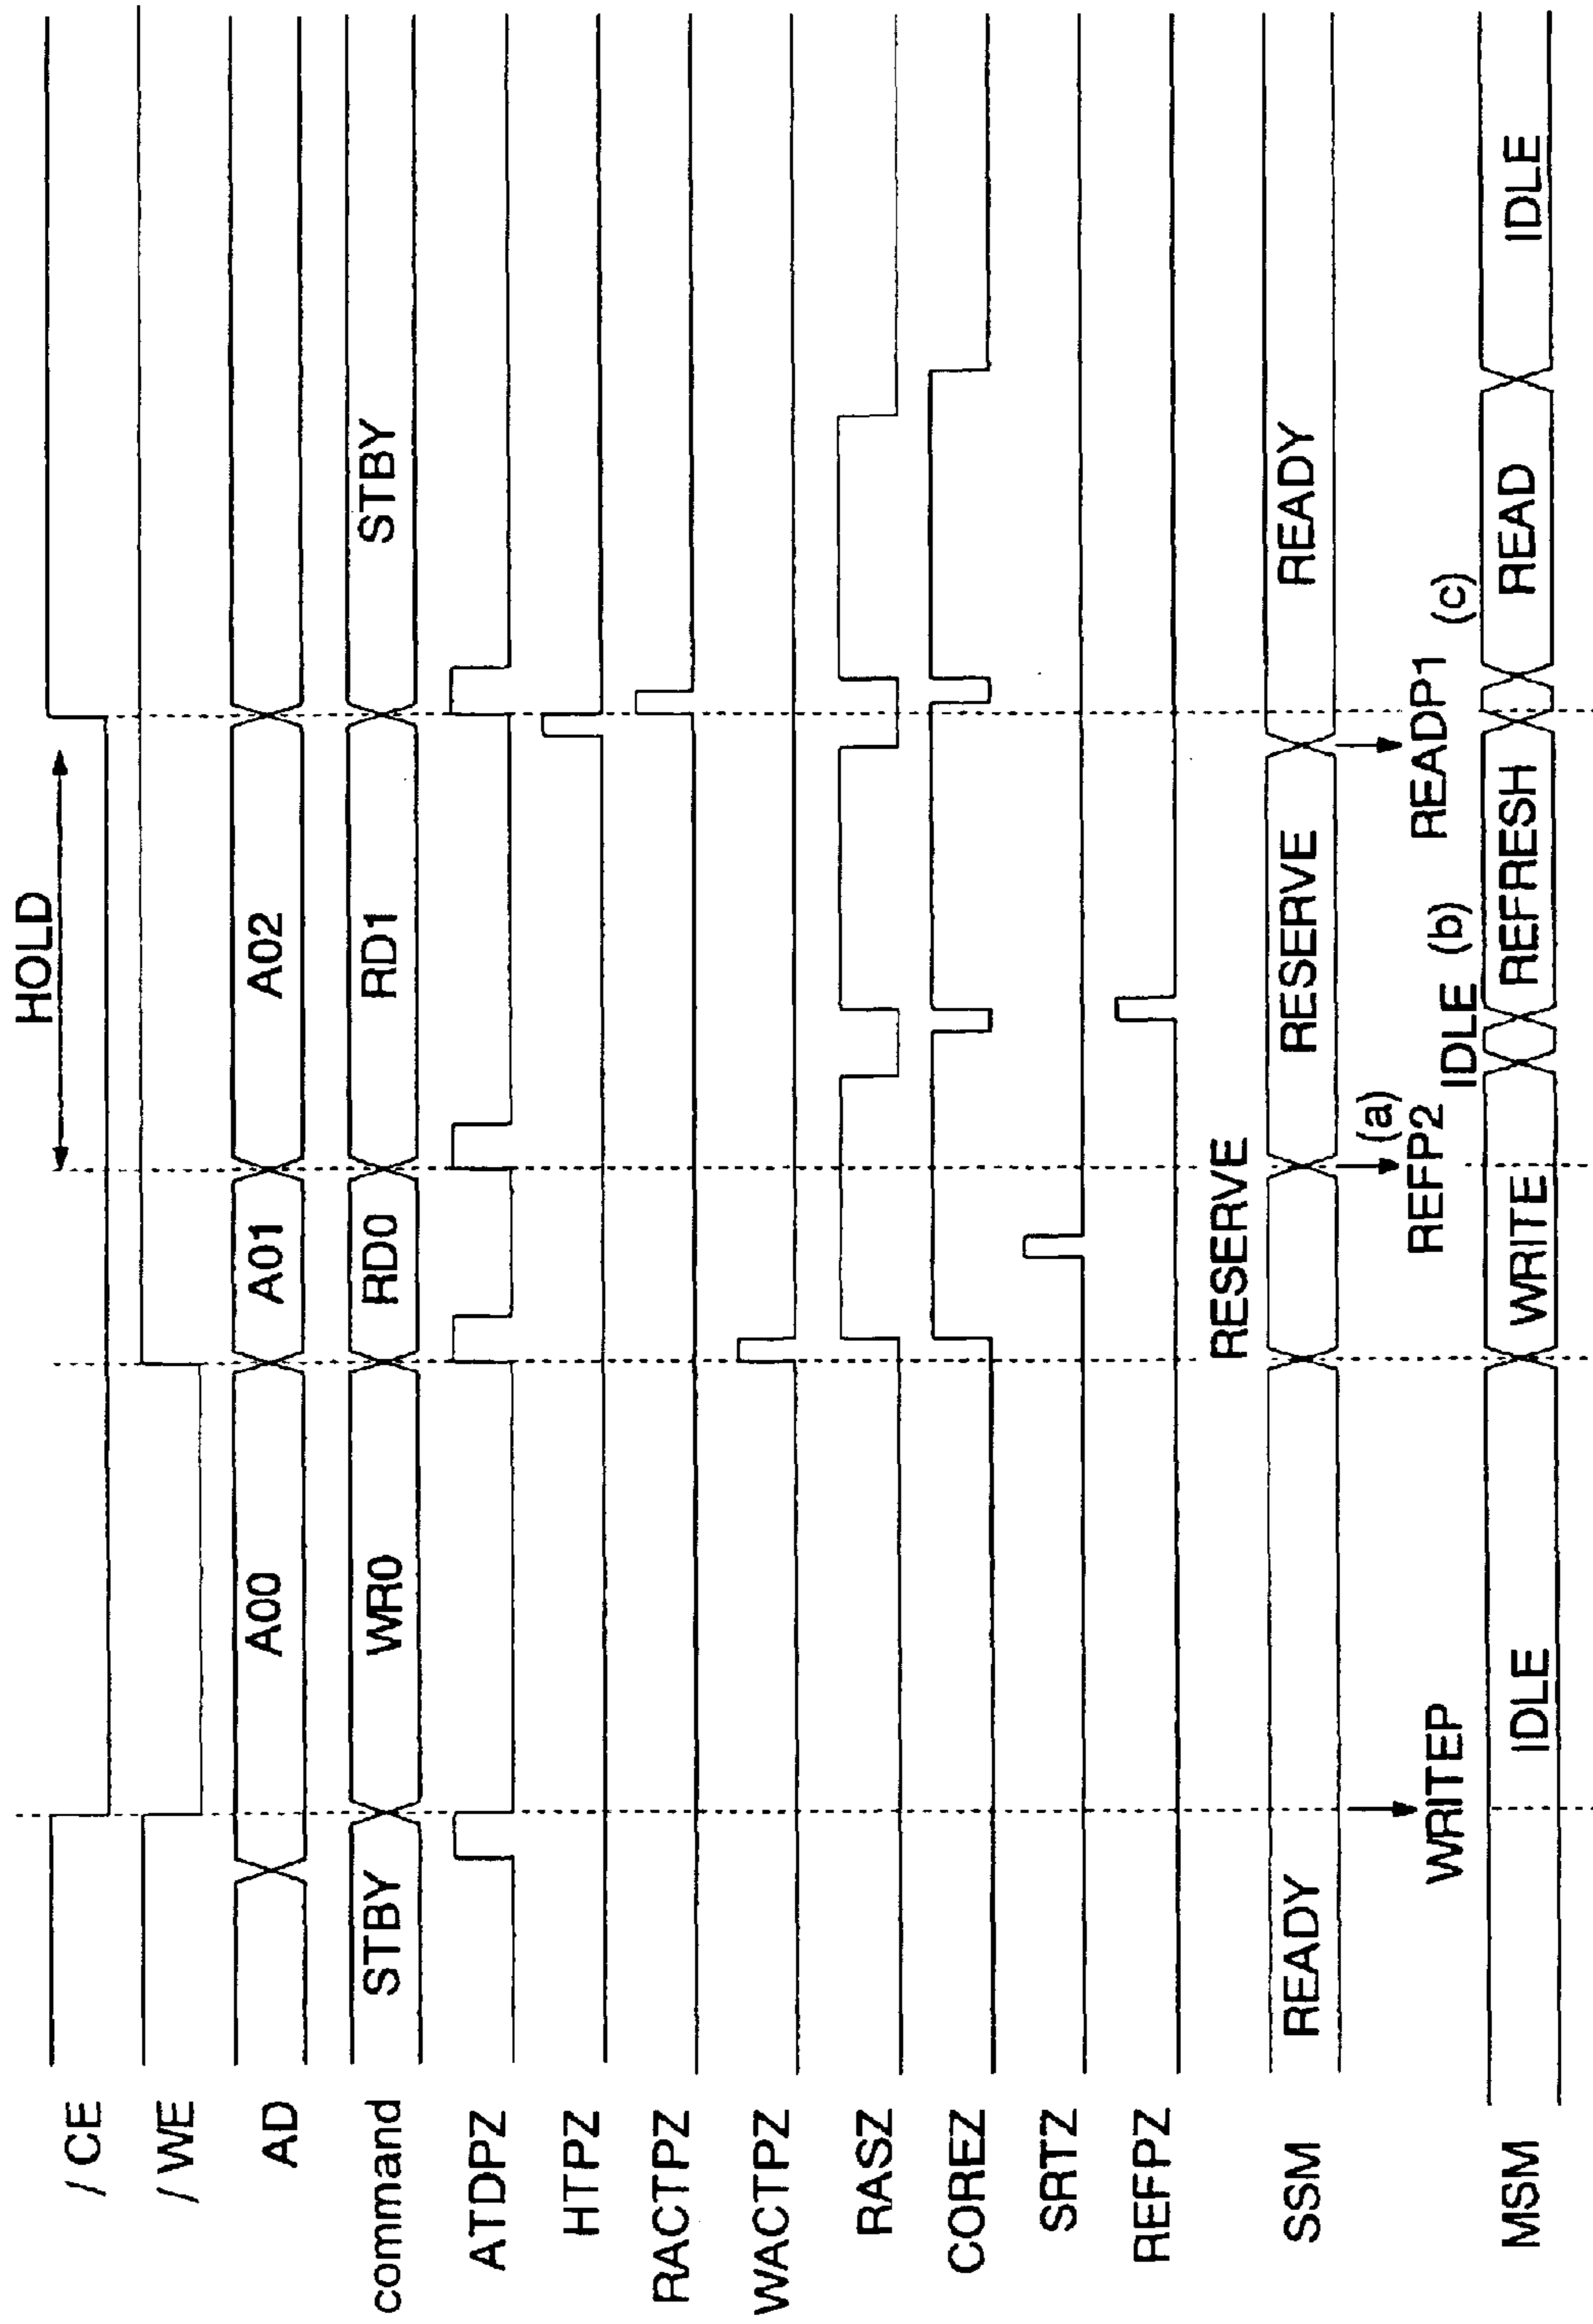 HOLD
/ CE
/ WE
AD A00 A01 A02
command STBY WR0 RD0 RD1 STBY
ATDPZ
HTPZ
RACTPZ
WACTPZ
RASZ
COREZ
SRTZ
REFPZ
RESERVE
SSM READY RESERVE READY
(a)
WRITEP REFP2 READP1
IDLE (b) (c)
MSM IDLE WRITE REFRESH READ IDLE